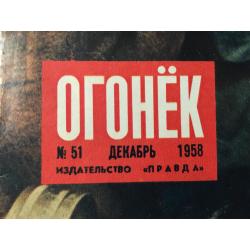 ОГОНЁК
№ 51 ДЕКАБРЬ 1958
ИЗДАТЕЛЬСТВО «ПРАВДА»